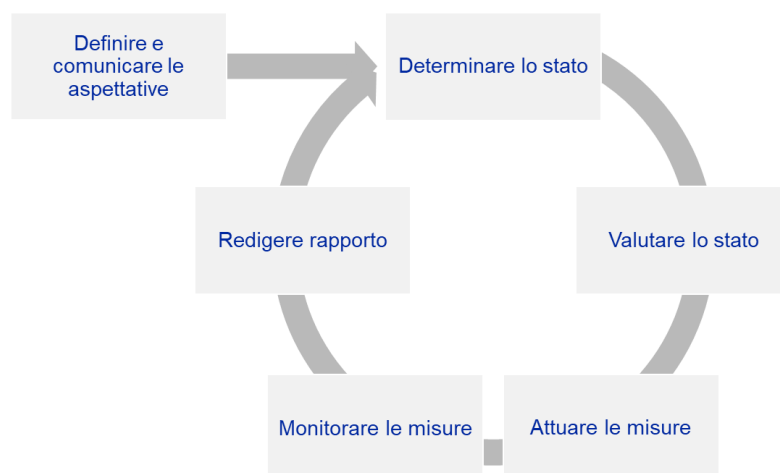 Definire e
comunicare le
aspettative
Determinare lo stato
Redigere rapporto
Valutare lo stato
Monitorare le misure
Attuare le misure